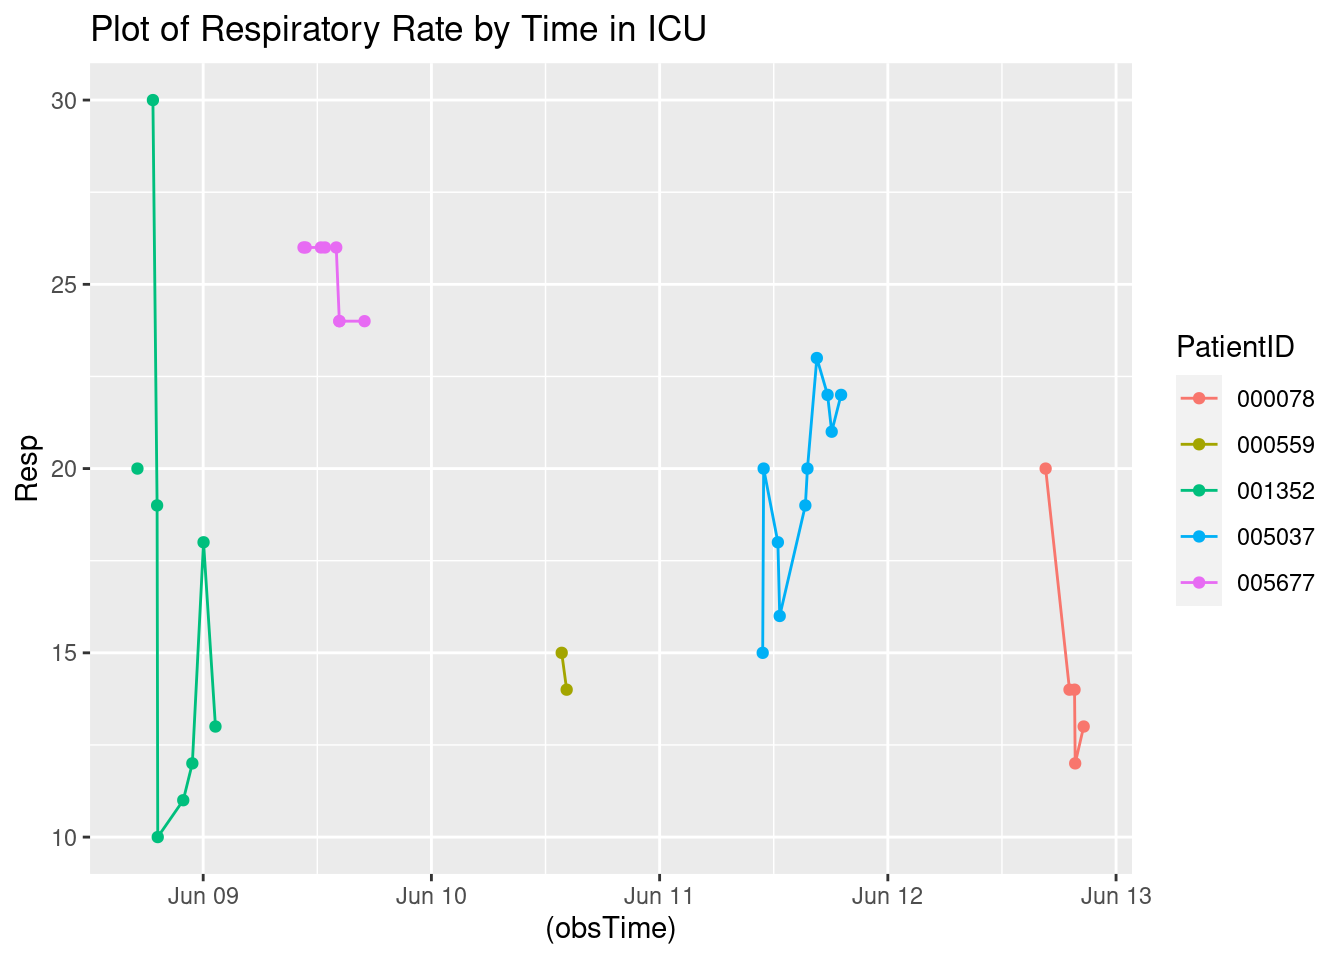 Plot of Respiratory Rate by Time in ICU
30
25
20
15
10
Resp
Jun 09
Jun 10
Jun 11
Jun 12
Jun 13
(obsTime)
PatientID
000078
000559
001352
005037
005677